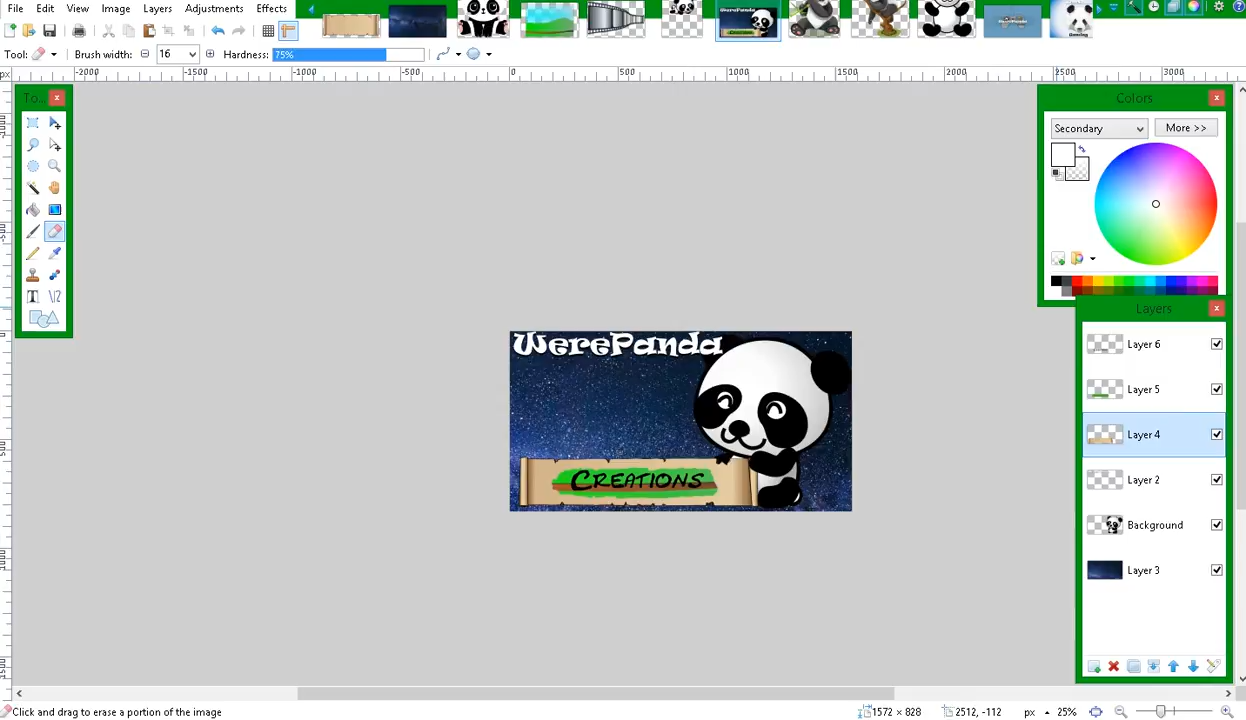 File Edit View Image Layers Adjustments Effects
Tool: Brush width: 16 Hardness: 75%
px -2000 -1500 -1000 -500 0 500 1000 1500 2000 2500 3000
To...
Colors
Secondary More >>
WerePanda
Creations
Layers
Layer 6
Layer 5
Layer 4
Layer 2
Background
Layer 3
Click and drag to erase a portion of the image 1572 × 828 2512, -112 px 25%